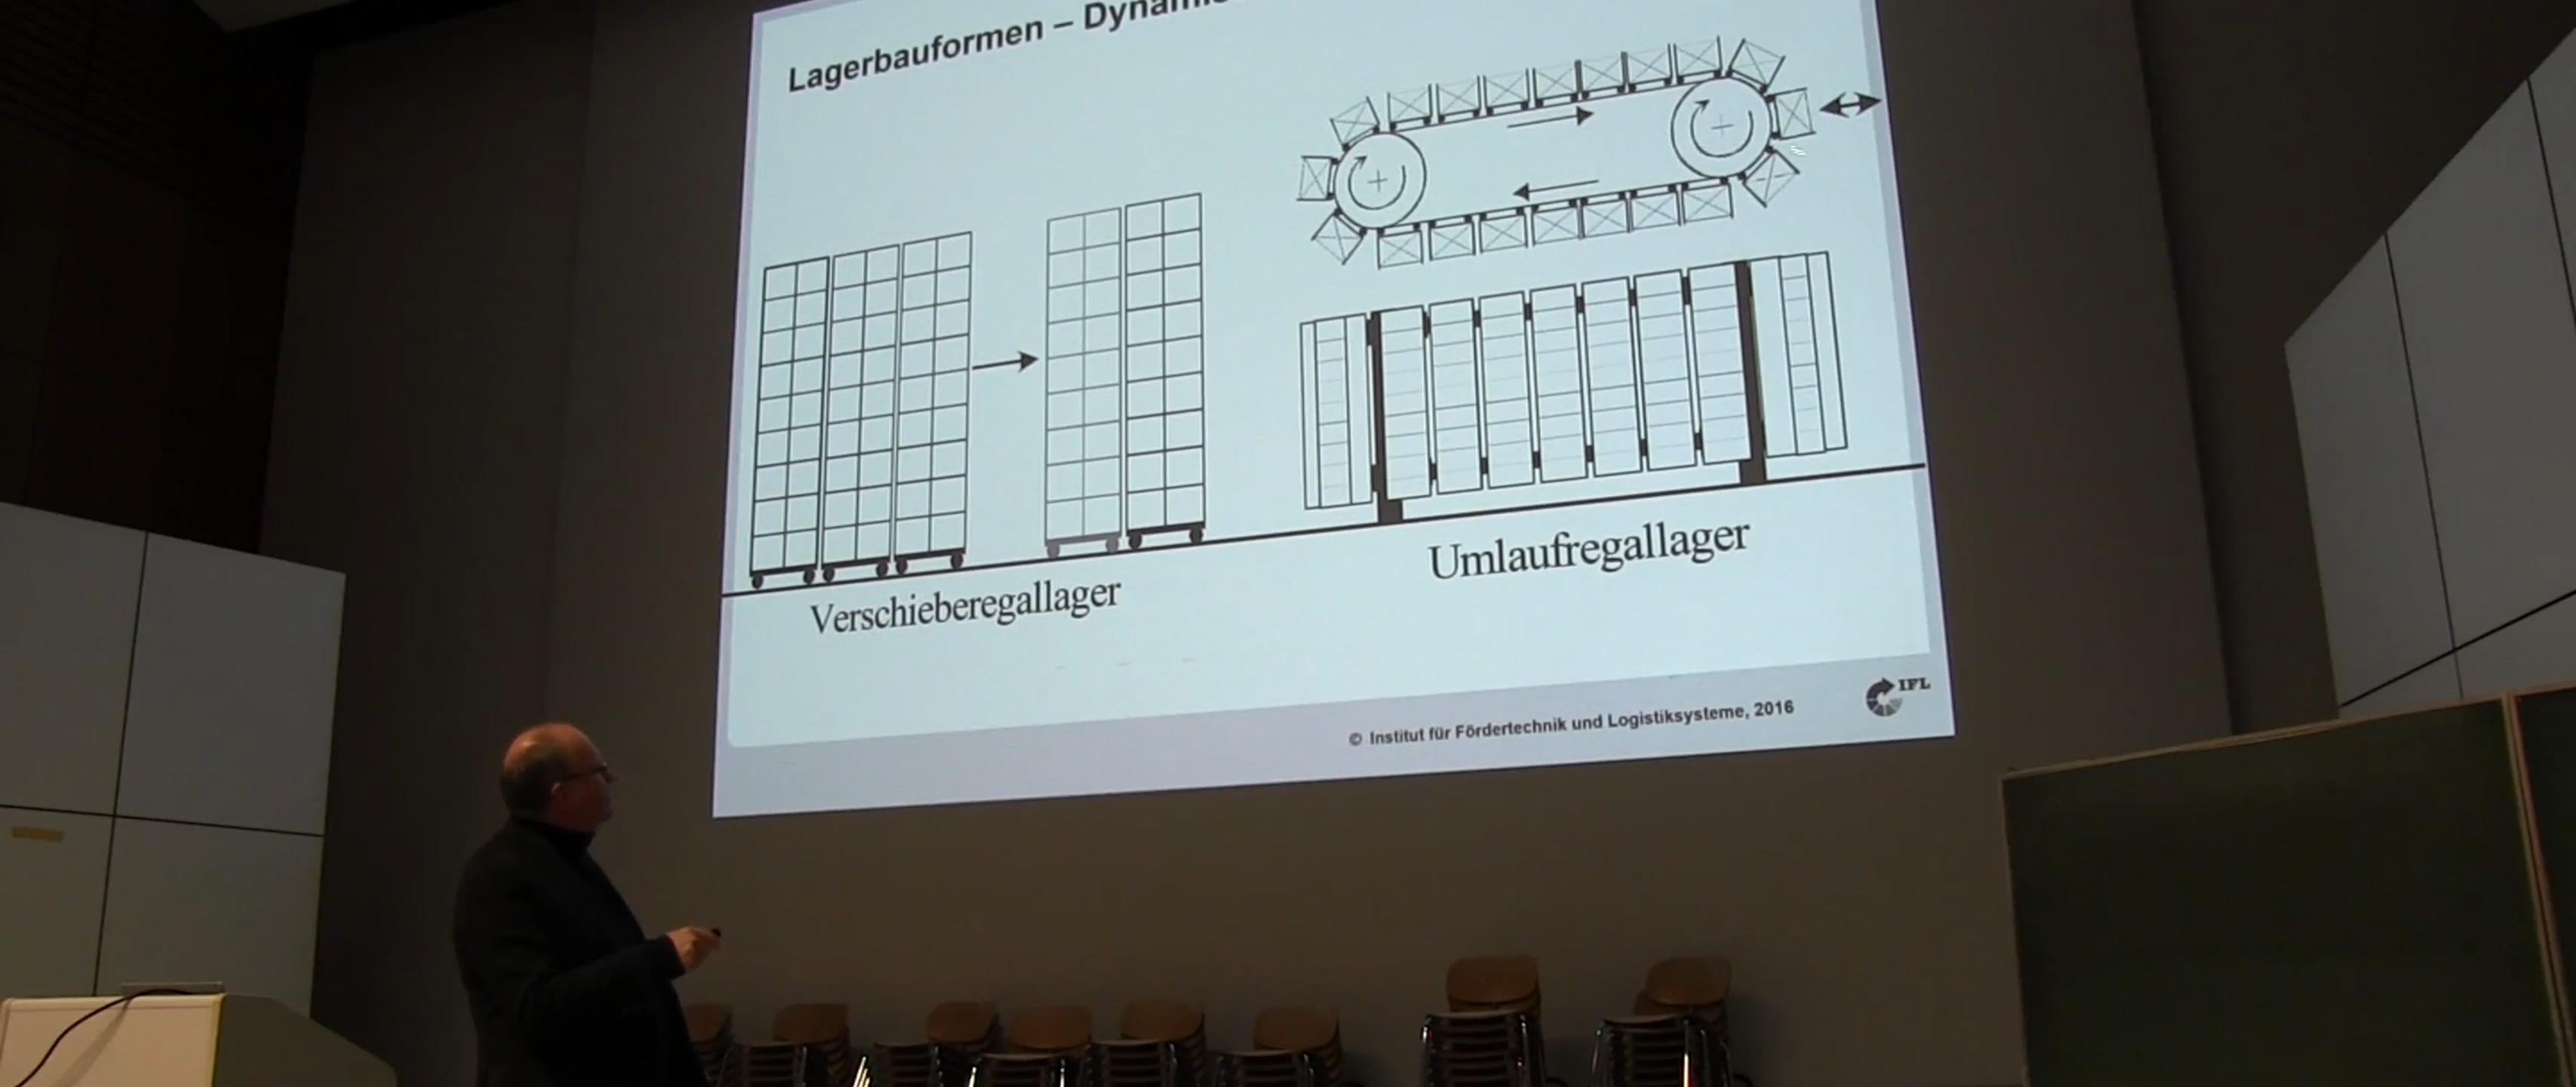 Lagerbauformen –
Verschieberegallager
Umlaufregallager
© Institut für Fördertechnik und Logistiksysteme, 2016
IFL